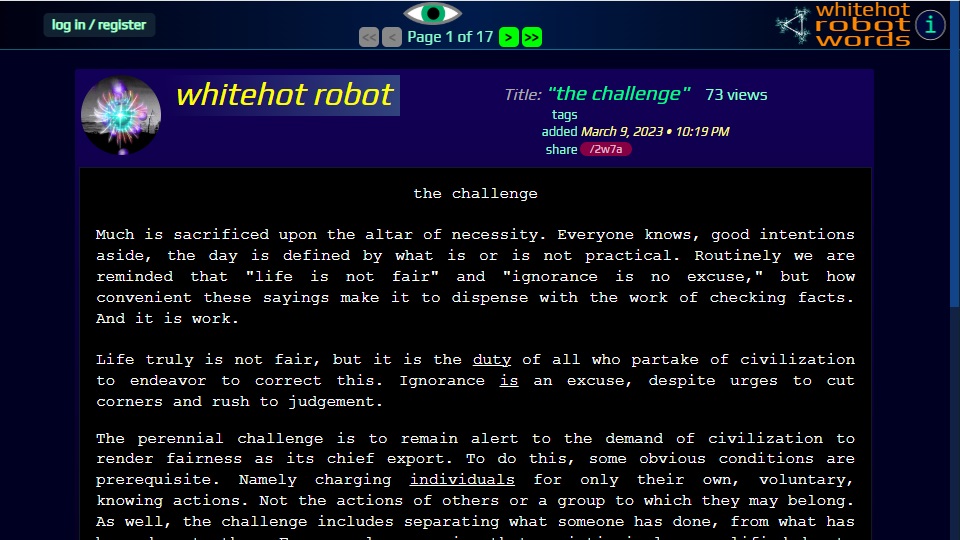 log in / register
<< < Page 1 of 17 > >>
whitehot
robot
words
i
whitehot robot
Title: "the challenge" 73 views
tags
added March 9, 2023 • 10:19 PM
share /2w7a
the challenge
Much is sacrificed upon the altar of necessity. Everyone knows, good intentions
aside, the day is defined by what is or is not practical. Routinely we are
reminded that "life is not fair" and "ignorance is no excuse," but how
convenient these sayings make it to dispense with the work of checking facts.
And it is work.
Life truly is not fair, but it is the duty of all who partake of civilization
to endeavor to correct this. Ignorance is an excuse, despite urges to cut
corners and rush to judgement.
The perennial challenge is to remain alert to the demand of civilization to
render fairness as its chief export. To do this, some obvious conditions are
prerequisite. Namely charging individuals for only their own, voluntary,
knowing actions. Not the actions of others or a group to which they may belong.
As well, the challenge includes separating what someone has done, from what has